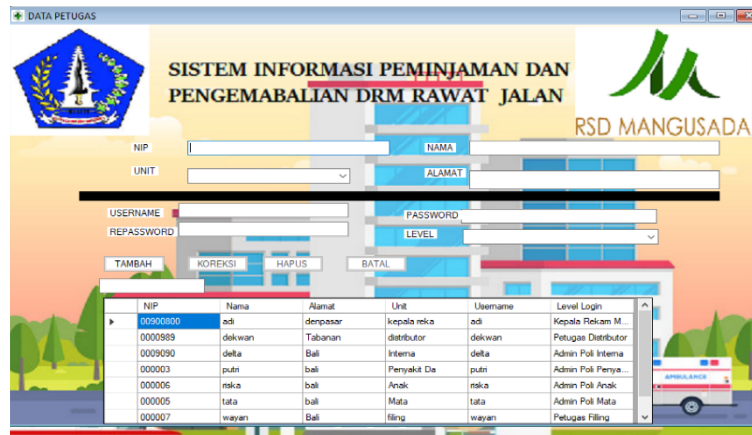 DATA PETUGAS
SISTEM INFORMASI PEMINJAMAN DAN
PENGEMABALIAN DRM RAWAT JALAN
RSD MANGUSADA
NIP NAMA
UNIT ALAMAT
USERNAME PASSWORD
REPASSWORD LEVEL
TAMBAH KOREKSI HAPUS BATAL
NIP Nama Alamat Unit Username Level Login
00900800 adi denpasar kepala reka adi Kepala Rekam M...
0000989 dekwan Tabanan distributor dekwan Petugas Distributor
0009090 delta Bali Interna delta Admin Poli Interna
000003 putri bali Penyakit Da putri Admin Poli Penya...
000006 riska bali Anak riska Admin Poli Anak
000005 tata bali Mata tata Admin Poli Mata
000007 wayan Bali filing wayan Petugas Filling
AMBULANCE